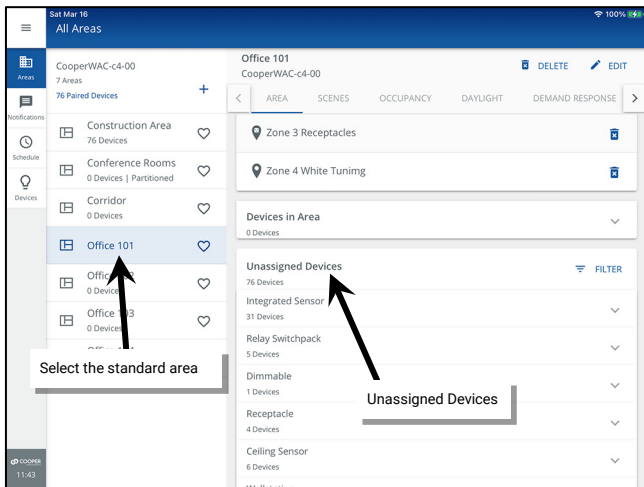 Sat Mar 16
100%
All Areas
Areas
Notifications
Schedule
Devices
COOPER
11:43
CooperWAC-c4-00
7 Areas
76 Paired Devices
+
Construction Area
76 Devices
Conference Rooms
0 Devices | Partitioned
Corridor
0 Devices
Office 101
0 Devices
0 Devices
Select the standard area
Office 101
CooperWAC-c4-00
DELETE
EDIT
AREA SCENES OCCUPANCY DAYLIGHT DEMAND RESPONSE
Zone 3 Receptacles
Zone 4 White Tunimg
Devices in Area
0 Devices
Unassigned Devices
76 Devices
FILTER
Integrated Sensor
31 Devices
Relay Switchpack
5 Devices
Dimmable
1 Devices
Unassigned Devices
Receptacle
4 Devices
Ceiling Sensor
6 Devices